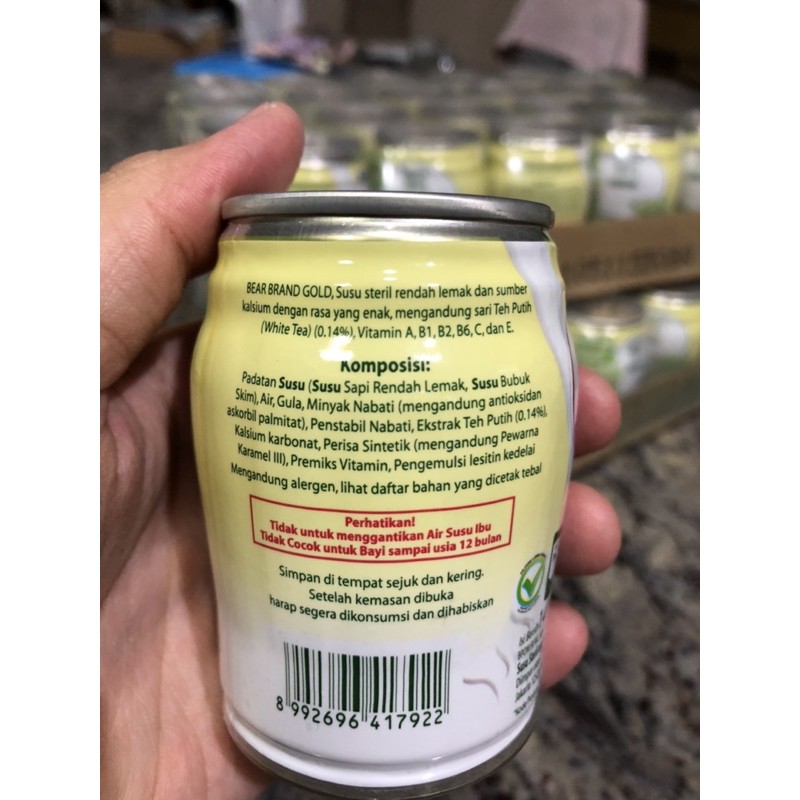 BEAR BRAND GOLD, Susu steril rendah lemak dan sumber
kalsium dengan rasa yang enak, mengandung sari Teh Putih
(White Tea) (0.14%), Vitamin A, B1, B2, B6, C, dan E.
Komposisi:
Padatan Susu (Susu Sapi Rendah Lemak, Susu Bubuk
Skim), Air, Gula, Minyak Nabati (mengandung antioksidan
askorbil palmitat), Penstabil Nabati, Ekstrak Teh Putih (0.14%),
Kalsium karbonat, Perisa Sintetik (mengandung Pewarna
Karamel III), Premiks Vitamin, Pengemulsi lesitin kedelai
Mengandung alergen, lihat daftar bahan yang dicetak tebal
Perhatikan!
Tidak untuk menggantikan Air Susu Ibu
Tidak Cocok untuk Bayi sampai usia 12 bulan
Simpan di tempat sejuk dan kering.
Setelah kemasan dibuka
harap segera dikonsumsi dan dihabiskan
8 992696 417922